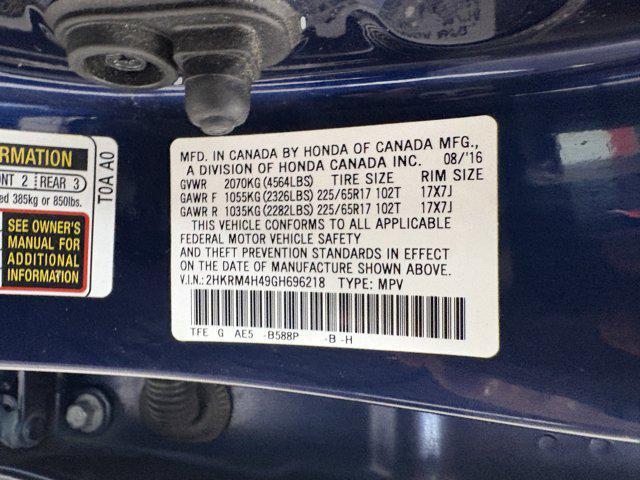 MFD. IN CANADA BY HONDA OF CANADA MFG.,
A DIVISION OF HONDA CANADA INC. 08/'16
GVWR 2070KG (4564LBS) TIRE SIZE RIM SIZE
GAWR F 1055KG (2326LBS) 225/65R17 102T 17X7J
GAWR R 1035KG (2282LBS) 225/65R17 102T 17X7J
THIS VEHICLE CONFORMS TO ALL APPLICABLE
FEDERAL MOTOR VEHICLE SAFETY
AND THEFT PREVENTION STANDARDS IN EFFECT
ON THE DATE OF MANUFACTURE SHOWN ABOVE.
V.I.N.: 2HKRM4H49GH696218 TYPE: MPV
TFE G AE5 -B588P -B -H
2 REAR 3
385kg or 850lbs.
SEE OWNER'S
MANUAL FOR
ADDITIONAL
INFORMATION
T0A A0